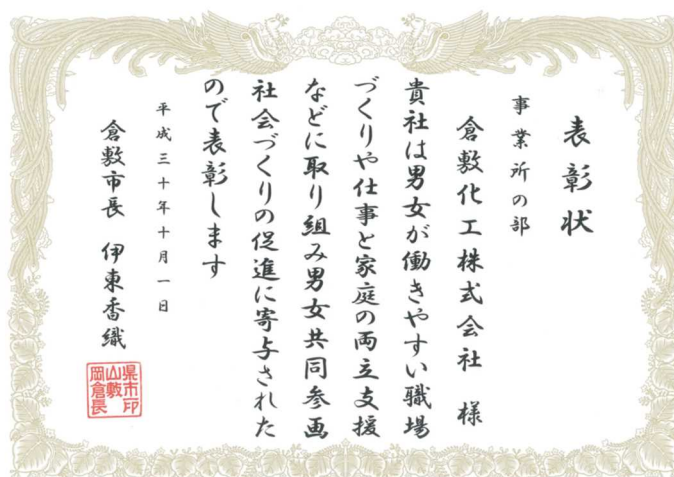 表彰状
事業所の部
倉敷化工株式会社 様
貴社は男女が働きやすい職場
づくりや仕事と家庭の両立支援
などに取り組み男女共同参画
社会づくりの促進に寄与された
ので表彰します
平成三十年十月一日
倉敷市長 伊東香織
岡山県
倉敷市
長印